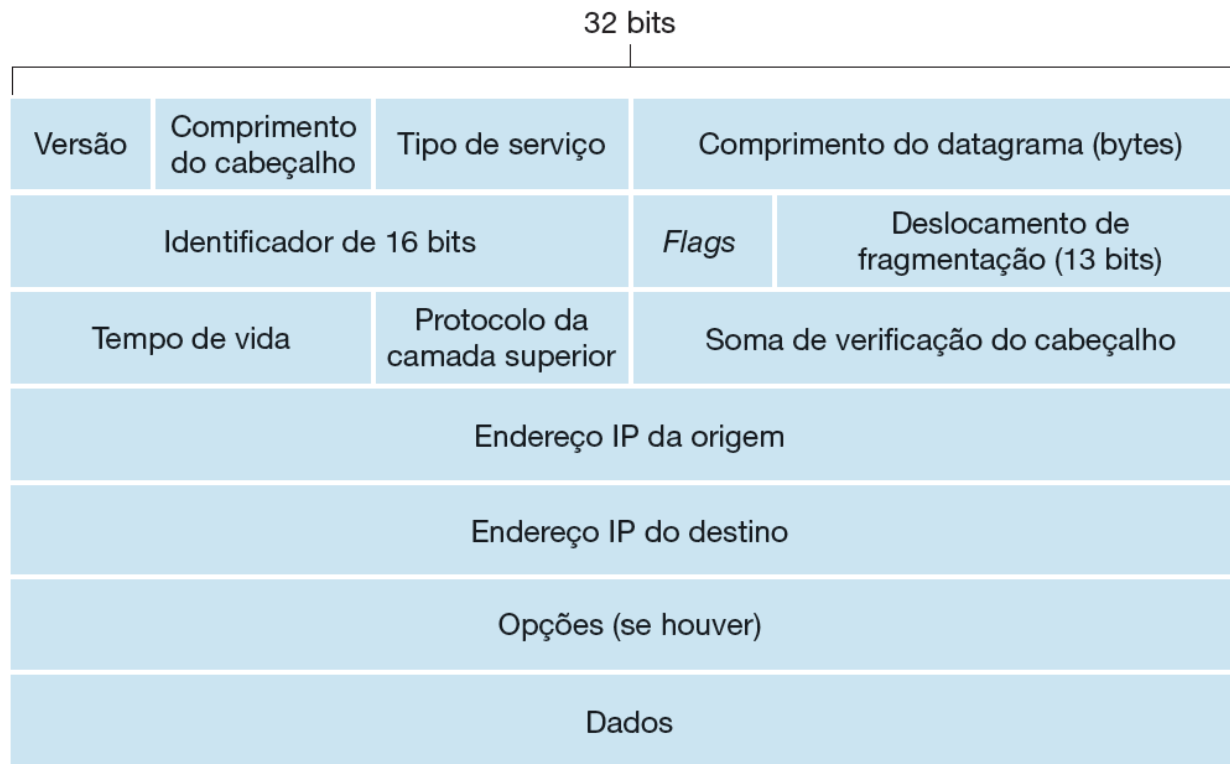 32 bits
Versão
Comprimento
do cabeçalho
Tipo de serviço
Comprimento do datagrama (bytes)
Identificador de 16 bits
Flags
Deslocamento de
fragmentação (13 bits)
Tempo de vida
Protocolo da
camada superior
Soma de verificação do cabeçalho
Endereço IP da origem
Endereço IP do destino
Opções (se houver)
Dados